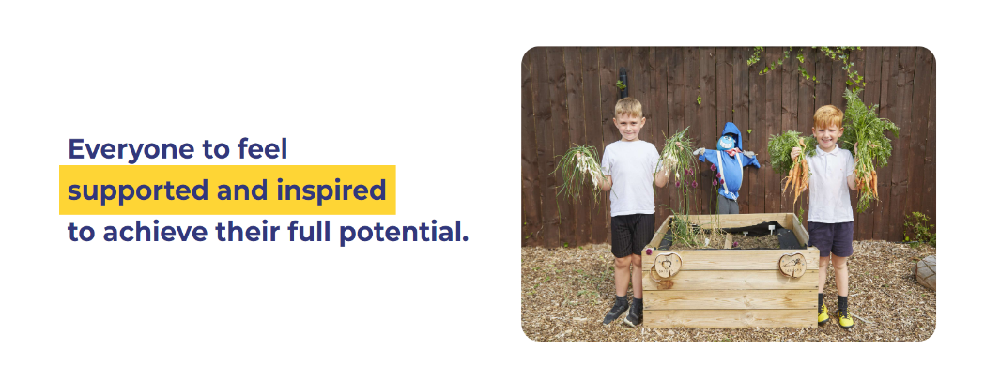 Everyone to feel
supported and inspired
to achieve their full potential.